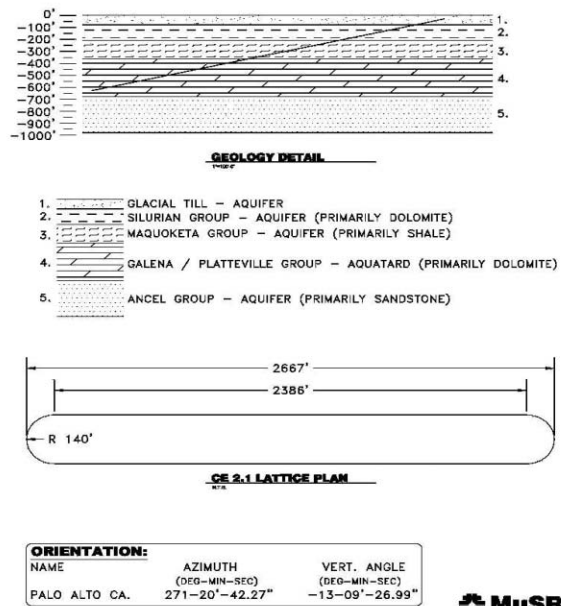 0'
-100'
-200'
-300'
-400'
-500'
-600'
-700'
-800'
-900'
-1000'
1.
2.
3.
4.
5.
GEOLOGY DETAIL
1. GLACIAL TILL – AQUIFER
2. SILURIAN GROUP – AQUIFER (PRIMARILY DOLOMITE)
3. MAQUOKETA GROUP – AQUIFER (PRIMARILY SHALE)
4. GALENA / PLATTEVILLE GROUP – AQUATARD (PRIMARILY DOLOMITE)
5. ANCEL GROUP – AQUIFER (PRIMARILY SANDSTONE)
2667'
2386'
R 140'
CE 2.1 LATTICE PLAN
N.T.S.
ORIENTATION:
NAME AZIMUTH VERT. ANGLE
(DEG-MIN-SEC) (DEG-MIN-SEC)
PALO ALTO CA. 271-20'-42.27" -13-09'-26.99"